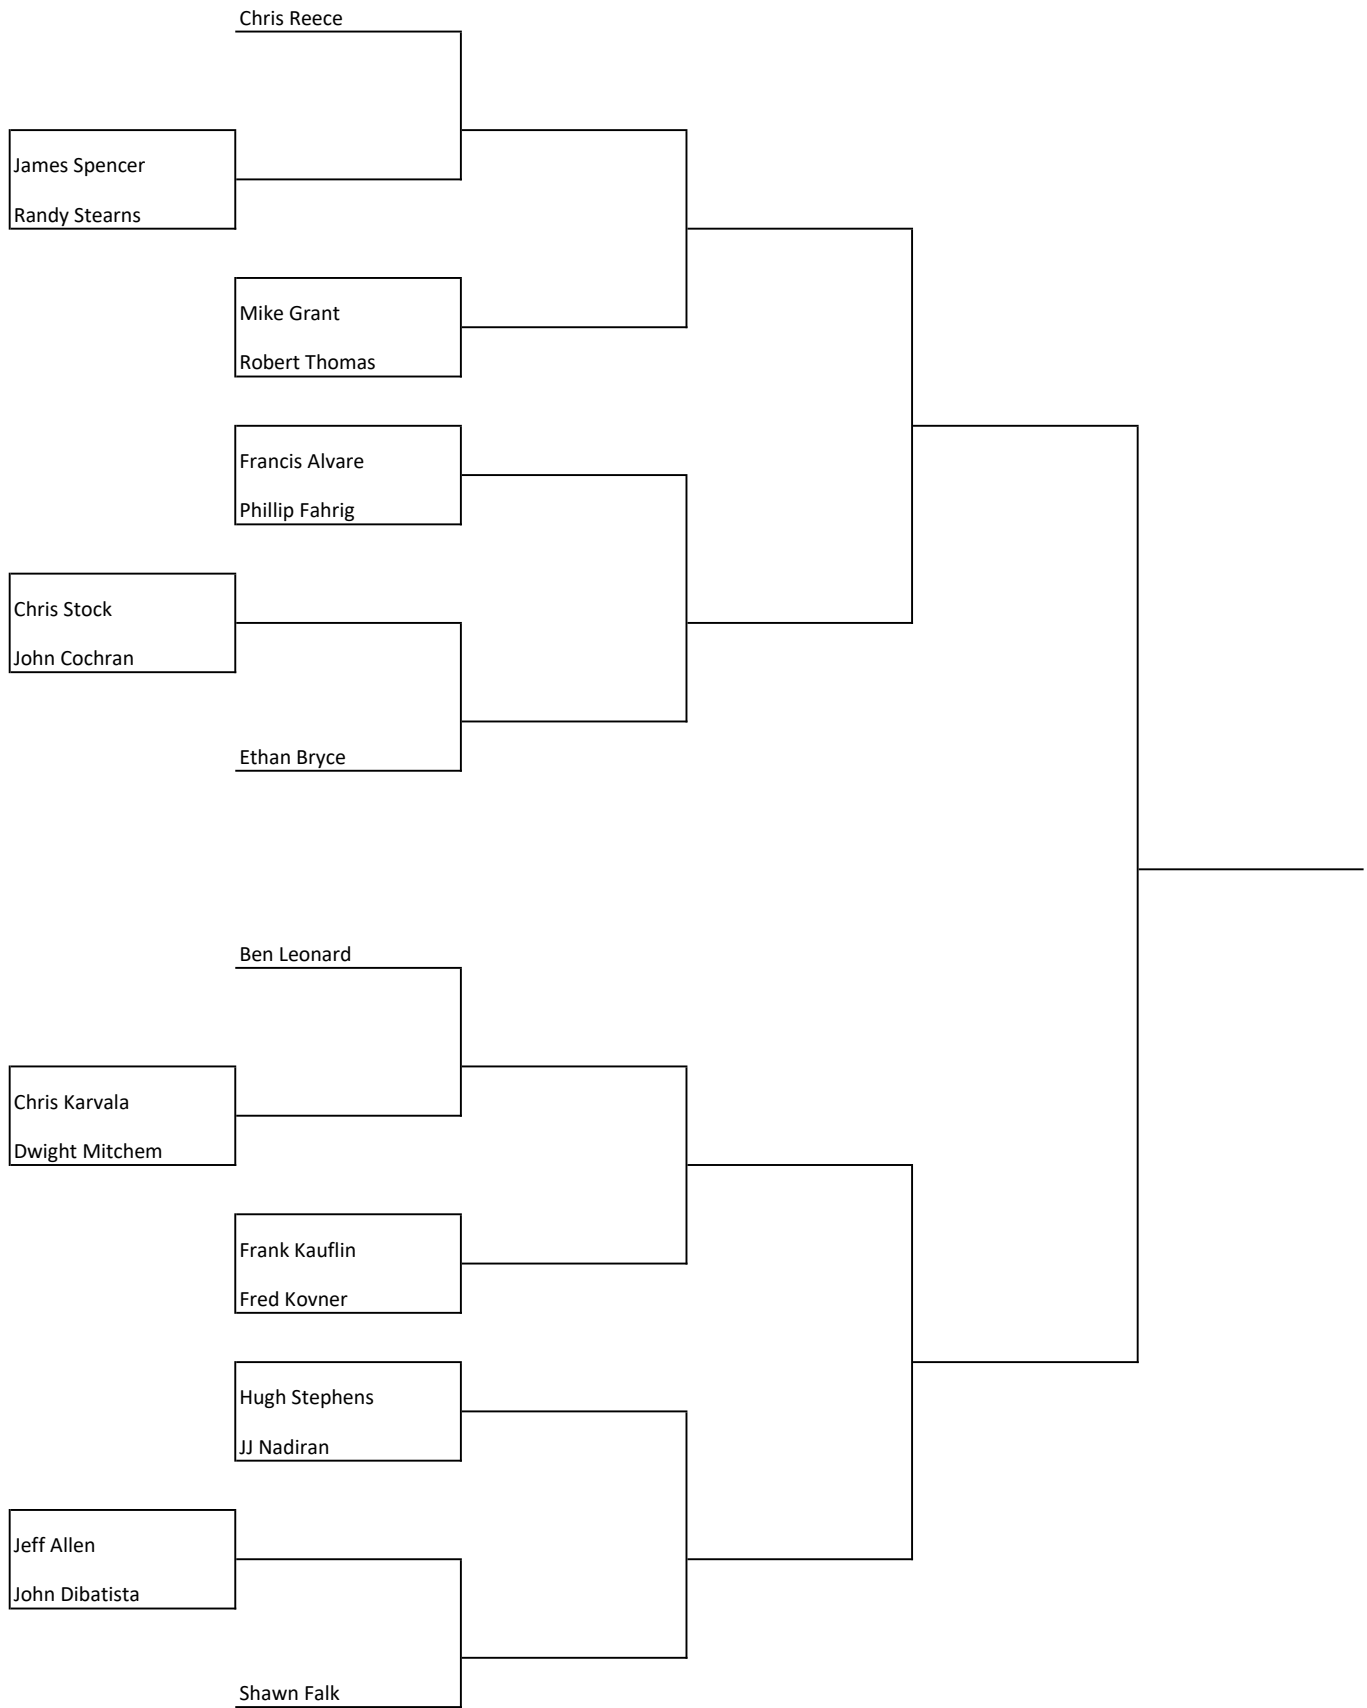 Chris Reece
James Spencer
Randy Stearns
Mike Grant
Robert Thomas
Francis Alvare
Phillip Fahrig
Chris Stock
John Cochran
Ethan Bryce
Ben Leonard
Chris Karvala
Dwight Mitchem
Frank Kauflin
Fred Kovner
Hugh Stephens
JJ Nadiran
Jeff Allen
John Dibatista
Shawn Falk